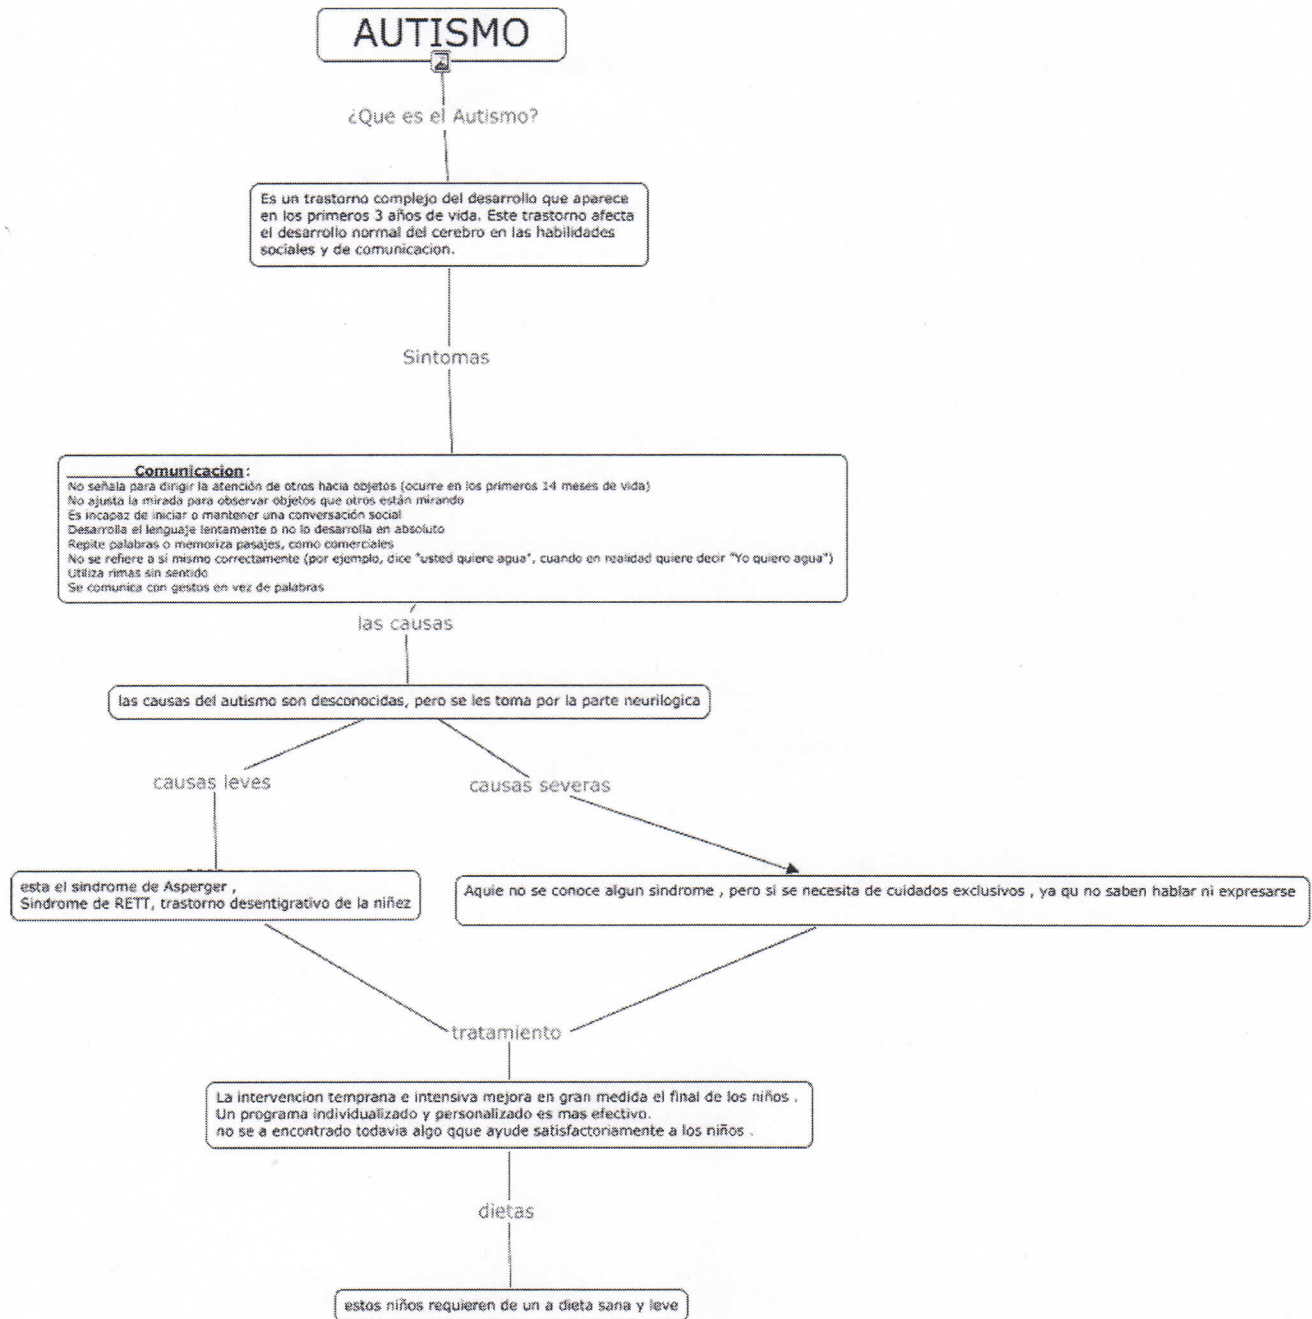 AUTISMO
¿Que es el Autismo?
Es un trastorno complejo del desarrollo que aparece
en los primeros 3 años de vida. Este trastorno afecta
el desarrollo normal del cerebro en las habilidades
sociales y de comunicacion.
Sintomas
Comunicacion:
No señala para dirigir la atención de otros hacia objetos (ocurre en los primeros 14 meses de vida)
No ajusta la mirada para observar objetos que otros están mirando
Es incapaz de iniciar o mantener una conversación social
Desarrolla el lenguaje lentamente o no lo desarrolla en absoluto
Repite palabras o memoriza pasajes, como comerciales
No se refiere a sí mismo correctamente (por ejemplo, dice "usted quiere agua", cuando en realidad quiere decir "Yo quiero agua")
Utiliza rimas sin sentido
Se comunica con gestos en vez de palabras
las causas
las causas del autismo son desconocidas, pero se les toma por la parte neurilogica
causas leves
causas severas
esta el sindrome de Asperger ,
Sindrome de RETT, trastorno desentigrativo de la niñez
Aquie no se conoce algun sindrome , pero si se necesita de cuidados exclusivos , ya qu no saben hablar ni expresarse
tratamiento
La intervencion temprana e intensiva mejora en gran medida el final de los niños .
Un programa individualizado y personalizado es mas efectivo.
no se a encontrado todavia algo qque ayude satisfactoriamente a los niños .
dietas
estos niños requieren de un a dieta sana y leve